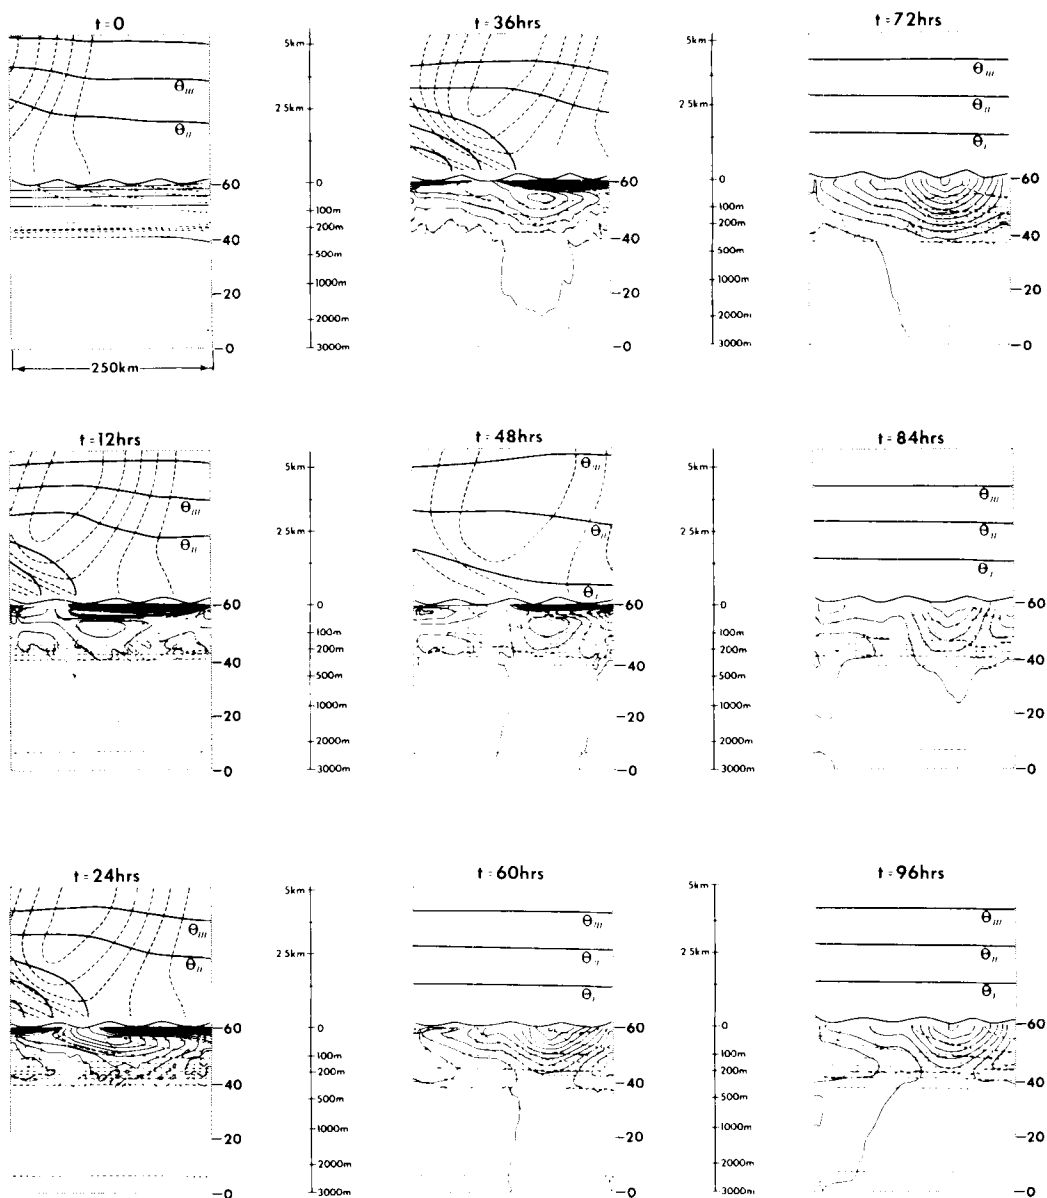 t=0
t=36hrs
t=72hrs
5km
2.5km
0
100m
200m
500m
1000m
2000m
3000m
5km
2.5km
0
100m
200m
500m
1000m
2000m
3000m
Θ_III
Θ_II
Θ_III
Θ_II
Θ_I
-60
-40
-20
-0
-60
-40
-20
-0
-60
-40
-20
-0
250km
t=12hrs
t=48hrs
t=84hrs
5km
2.5km
0
100m
200m
500m
1000m
2000m
3000m
5km
2.5km
0
100m
200m
500m
1000m
2000m
3000m
Θ_III
Θ_II
Θ_III
Θ_II
Θ_I
Θ_III
Θ_II
Θ_I
-60
-40
-20
-0
-60
-40
-20
-0
-60
-40
-20
-0
t=24hrs
t=60hrs
t=96hrs
5km
2.5km
0
100m
200m
500m
1000m
2000m
3000m
5km
2.5km
0
100m
200m
500m
1000m
2000m
3000m
Θ_III
Θ_II
Θ_III
Θ_II
Θ_I
Θ_III
Θ_II
Θ_I
-60
-40
-20
-0
-60
-40
-20
-0
-60
-40
-20
-0